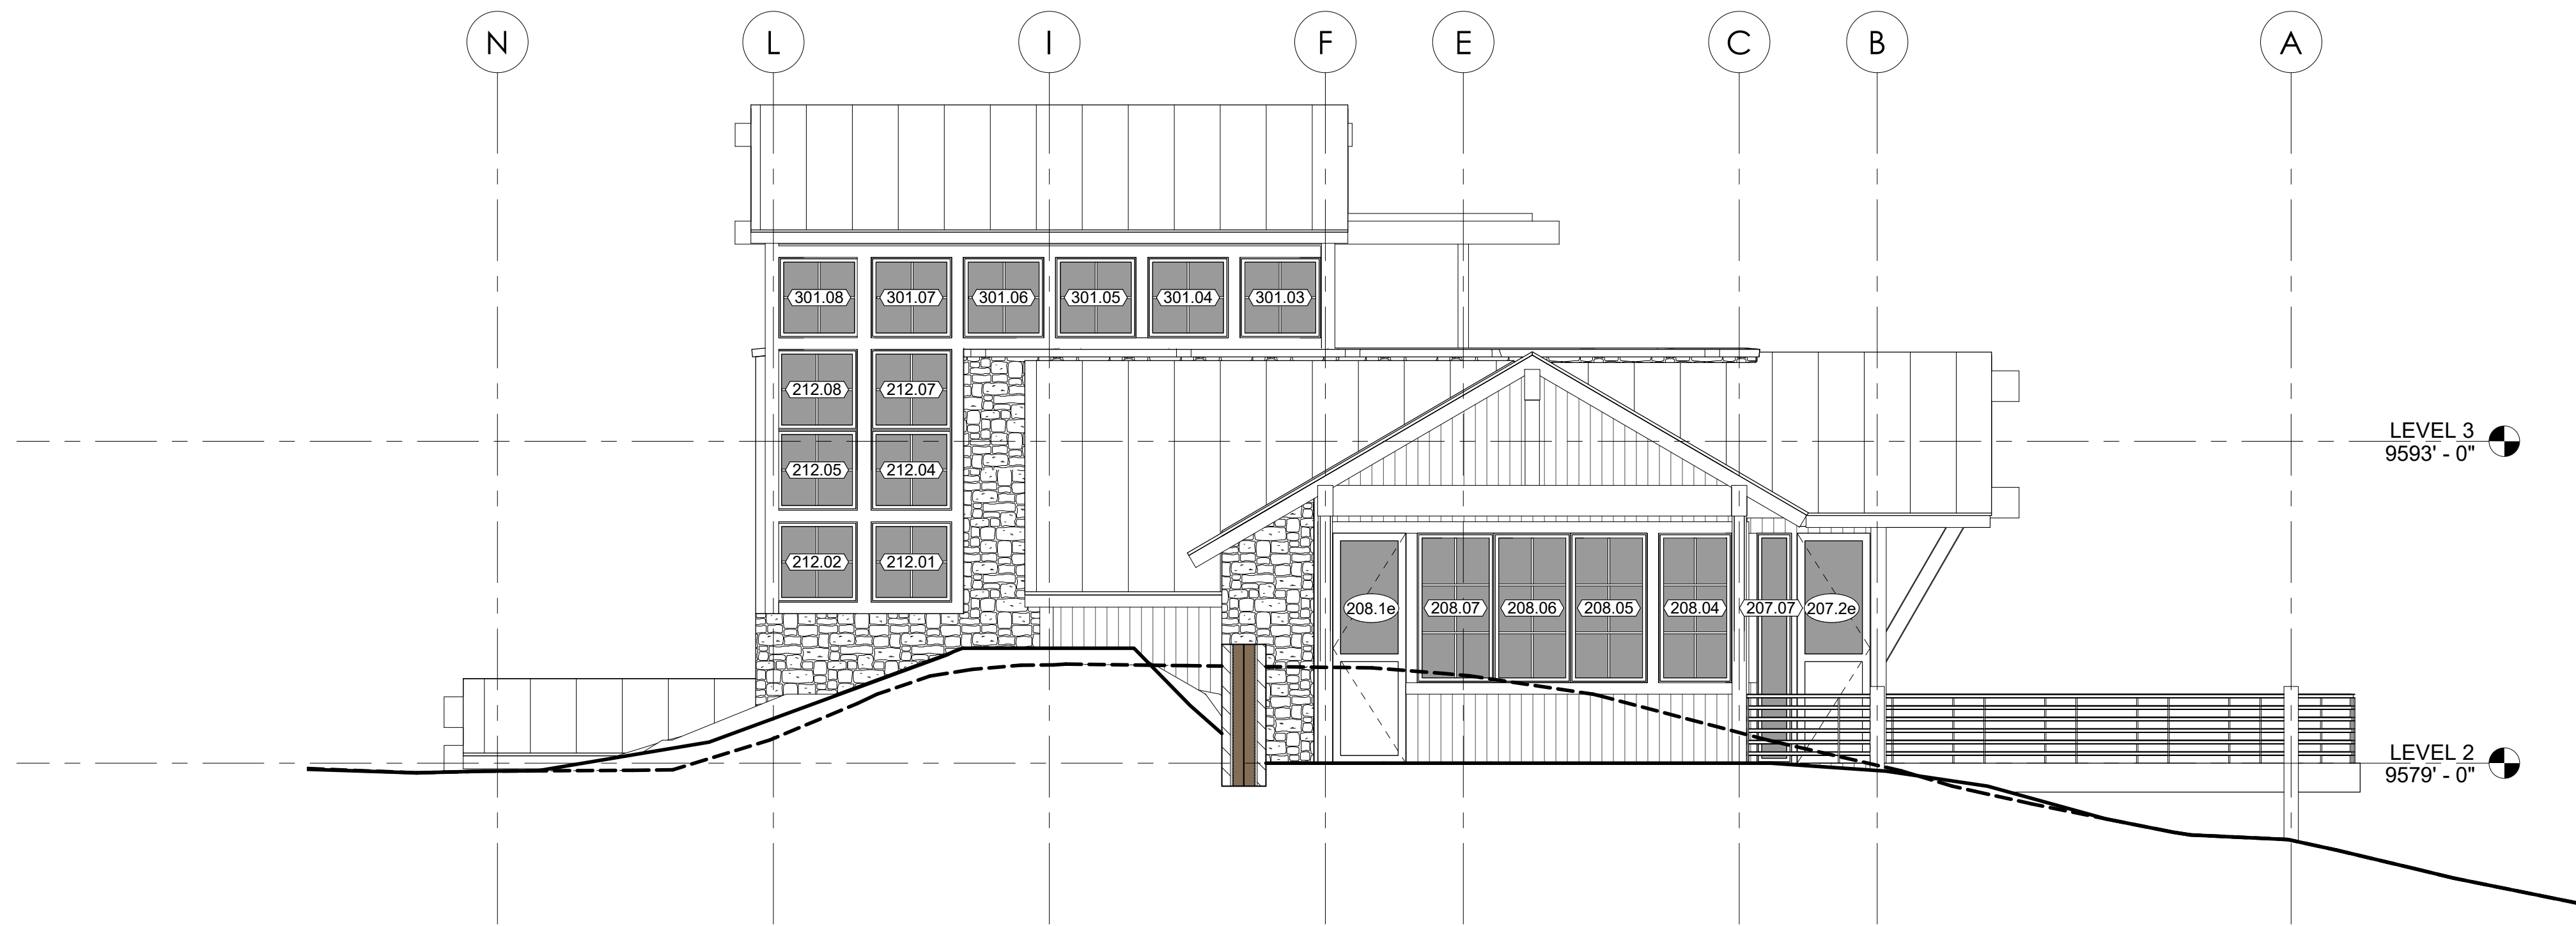 N L I F E C B A
301.08 301.07 301.06 301.05 301.04 301.03
212.08 212.07
LEVEL 3
9593' - 0"
212.05 212.04
212.02 212.01
208.1e 208.07 208.06 208.05 208.04 207.07 207.2e
LEVEL 2
9579' - 0"